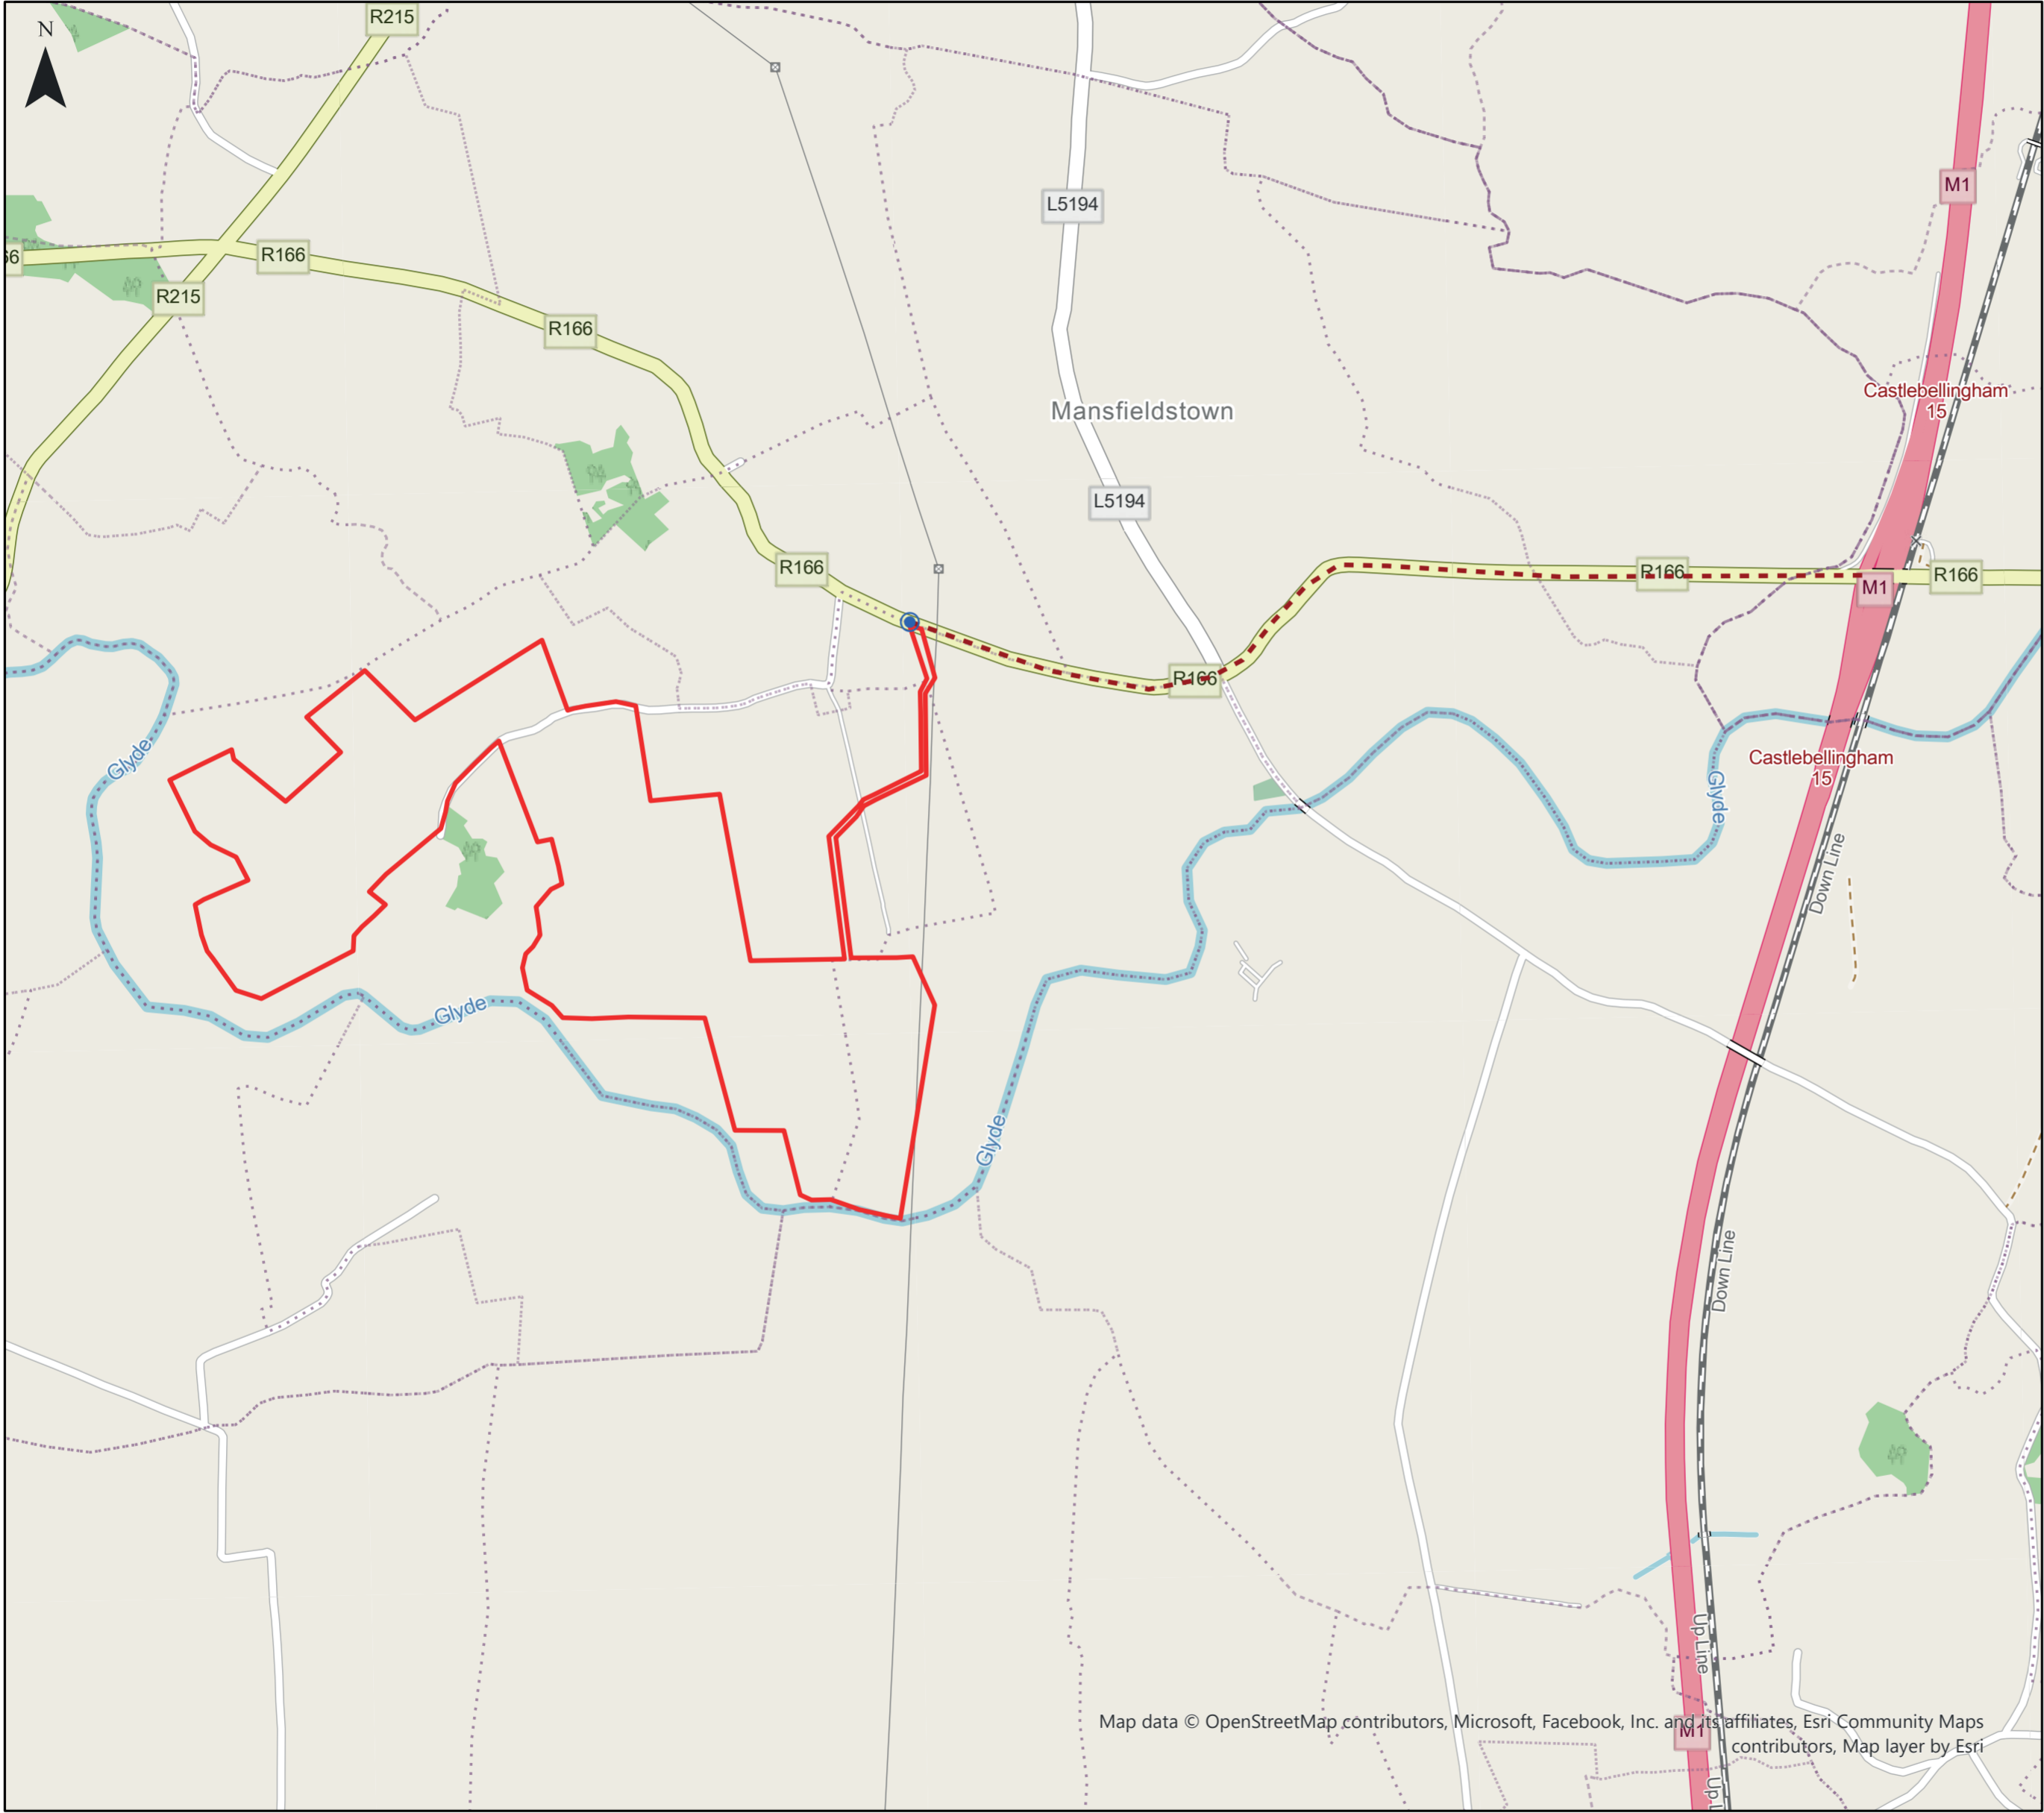 N
R215
M1
L5194
R166
66
R215
R166
Castlebellingham
15
Mansfieldstown
L5194
R166
R166
R166
M1
R166
Glyde
Castlebellingham
15
Glyde
Down Line
Glyde
Glyde
Down Line
Up Line
Map data © OpenStreetMap contributors, Microsoft, Facebook, Inc. and its affiliates, Esri Community Maps
M1
contributors, Map layer by Esri
Up L